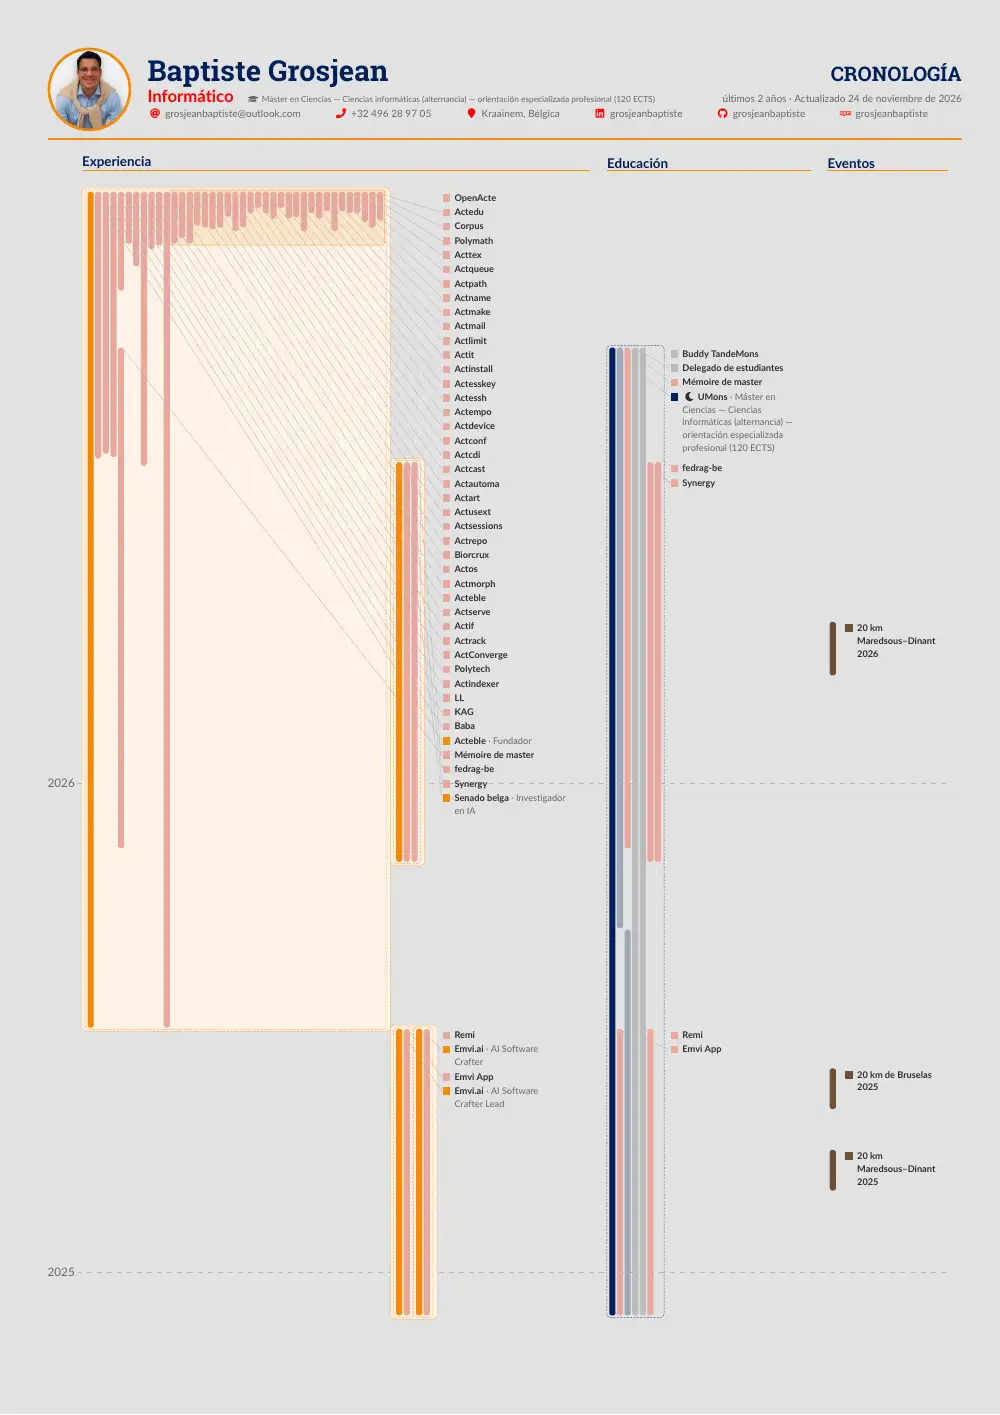 Baptiste Grosjean
CRONOLOGÍA
Informático
Máster en Ciencias — Ciencias informáticas (alternancia) — orientación especializada profesional (120 ECTS)
últimos 2 años · Actualizado 24 de noviembre de 2026
grosjeanbaptiste@outlook.com
+32 496 28 97 05
Kraainem, Bélgica
grosjeanbaptiste
grosjeanbaptiste
grosjeanbaptiste
Experiencia
OpenActe
Actedu
Corpus
Polymath
Acttex
Actqueue
Actpath
Actname
Actmake
Actmail
Actlimit
Actit
Actinstall
Actesskey
Actessh
Actempo
Actdevice
Actconf
Actcdi
Actcast
Actautoma
Actart
Actusext
Actsessions
Actrepo
Biorcrux
Actos
Actmorph
Acteble
Actserve
Actif
Actrack
ActConverge
Polytech
Actindexer
LL
KAG
Baba
Acteble · Fundador
Mémoire de master
fedrag-be
Synergy
Senado belga · Investigador
en IA
Remi
Emvi.ai · AI Software
Crafter
Emvi App
Emvi.ai · AI Software
Crafter Lead
Educación
Buddy TandeMons
Delegado de estudiantes
Mémoire de master
UMons · Máster en
Ciencias — Ciencias
informáticas (alternancia) —
orientación especializada
profesional (120 ECTS)
fedrag-be
Synergy
Remi
Emvi App
Eventos
20 km
Maredsous–Dinant
2026
20 km de Bruselas
2025
20 km
Maredsous–Dinant
2025
2026
2025